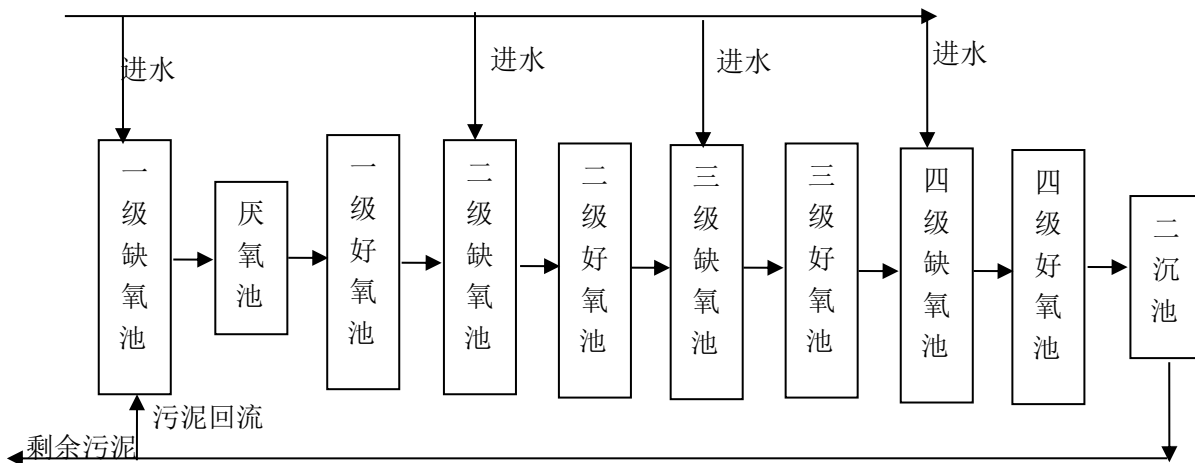 进水
进水
进水
进水
一级缺氧池
厌氧池
一级好氧池
二级缺氧池
二级好氧池
三级缺氧池
三级好氧池
四级缺氧池
四级好氧池
二沉池
污泥回流
剩余污泥